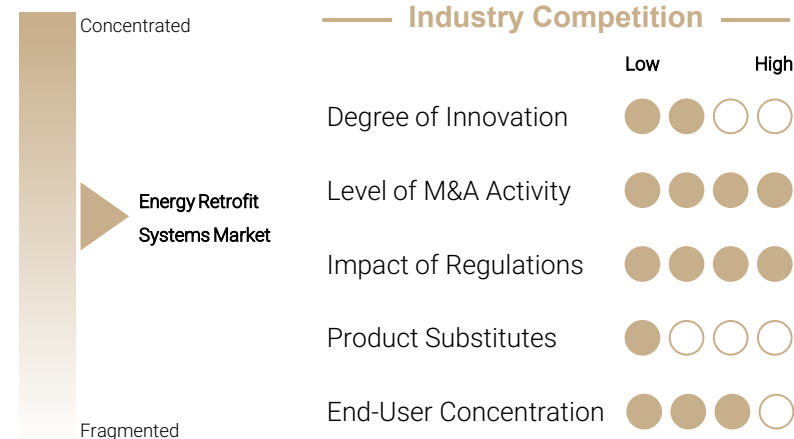 Concentrated
Energy Retrofit
Systems Market
Fragmented
Industry Competition
Low High
Degree of Innovation
Level of M&A Activity
Impact of Regulations
Product Substitutes
End-User Concentration